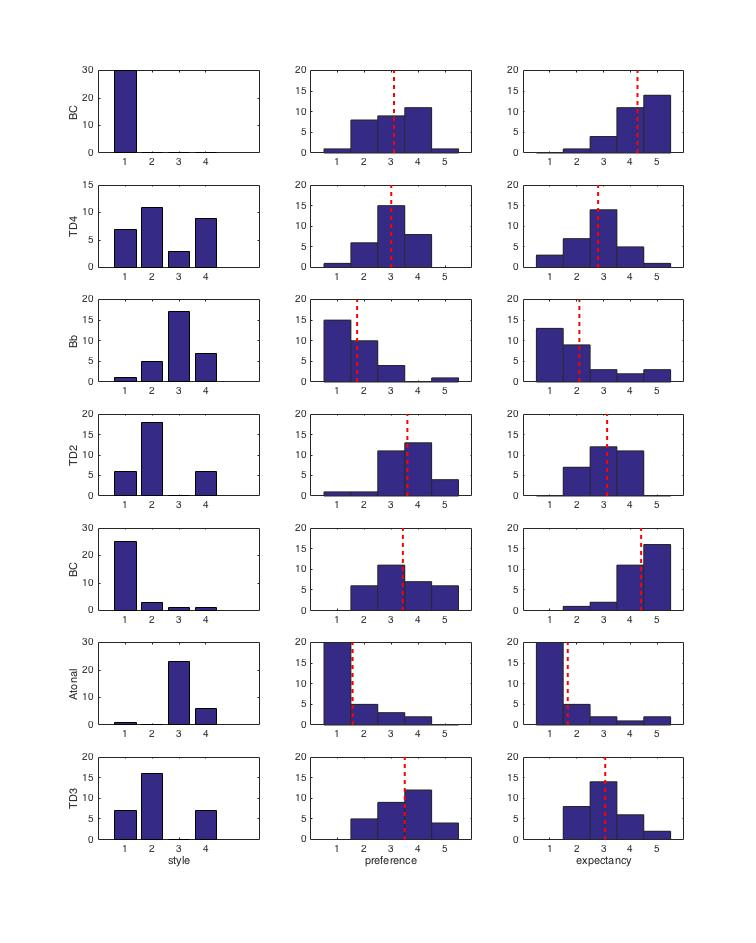 30 20 10 0 BC 1 2 3 4
20 15 10 5 0 1 2 3 4 5
20 15 10 5 0 1 2 3 4 5
15 10 5 0 TD4 1 2 3 4
20 15 10 5 0 1 2 3 4 5
20 15 10 5 0 1 2 3 4 5
20 15 10 5 0 Bb 1 2 3 4
20 15 10 5 0 1 2 3 4 5
20 15 10 5 0 1 2 3 4 5
20 15 10 5 0 TD2 1 2 3 4
20 15 10 5 0 1 2 3 4 5
20 15 10 5 0 1 2 3 4 5
30 20 10 0 BC 1 2 3 4
20 15 10 5 0 1 2 3 4 5
20 15 10 5 0 1 2 3 4 5
30 20 10 0 Atonal 1 2 3 4
20 15 10 5 0 1 2 3 4 5
20 15 10 5 0 1 2 3 4 5
20 15 10 5 0 TD3 1 2 3 4
style
20 15 10 5 0 1 2 3 4 5
preference
20 15 10 5 0 1 2 3 4 5
expectancy